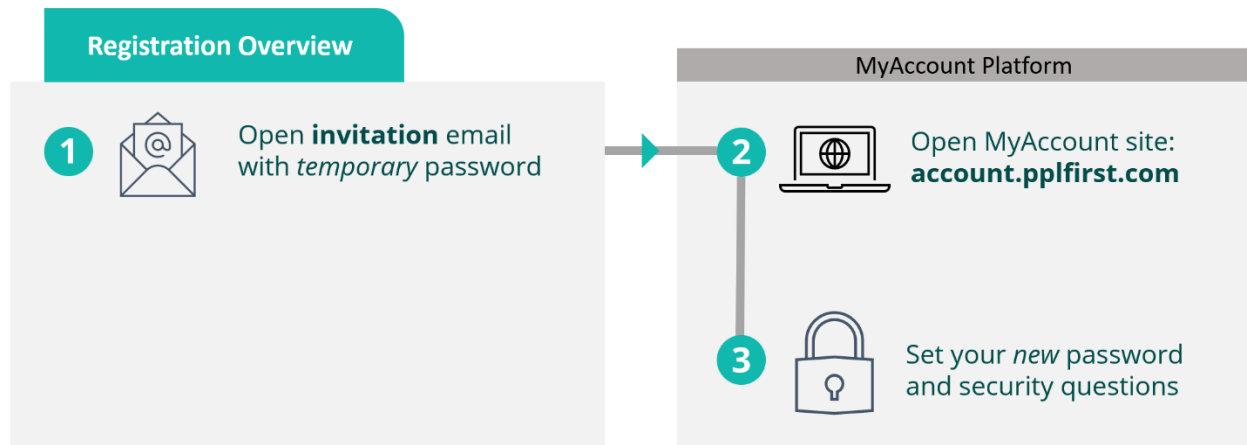 Registration Overview
1
@
Open invitation email
with temporary password
MyAccount Platform
2
Open MyAccount site:
account.pplfirst.com
3
Set your new password
and security questions